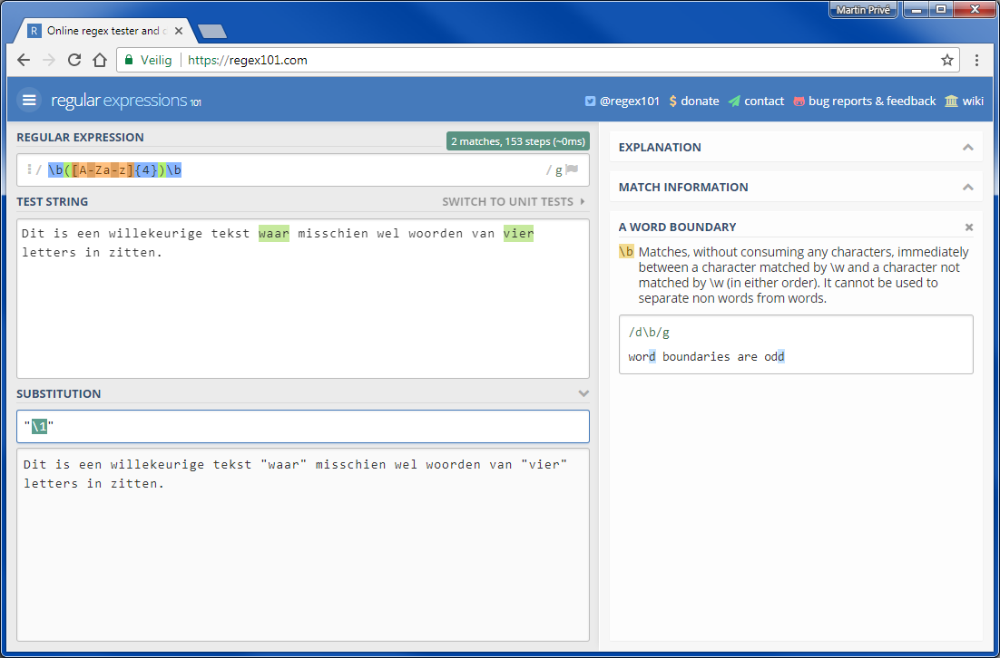 Martin Privé
R Online regex tester and c
Veilig https://regex101.com
regular expressions 101 @regex101 $ donate contact bug reports & feedback wiki
REGULAR EXPRESSION
2 matches, 153 steps (~0ms)
/ \b([A-Za-z]{4})\b / g
TEST STRING
SWITCH TO UNIT TESTS
Dit is een willekeurige tekst waar misschien wel woorden van vier
letters in zitten.
SUBSTITUTION
"\1"
Dit is een willekeurige tekst "waar" misschien wel woorden van "vier"
letters in zitten.
EXPLANATION
MATCH INFORMATION
A WORD BOUNDARY
\b Matches, without consuming any characters, immediately
between a character matched by \w and a character not
matched by \w (in either order). It cannot be used to
separate non words from words.
/d\b/g
word boundaries are odd